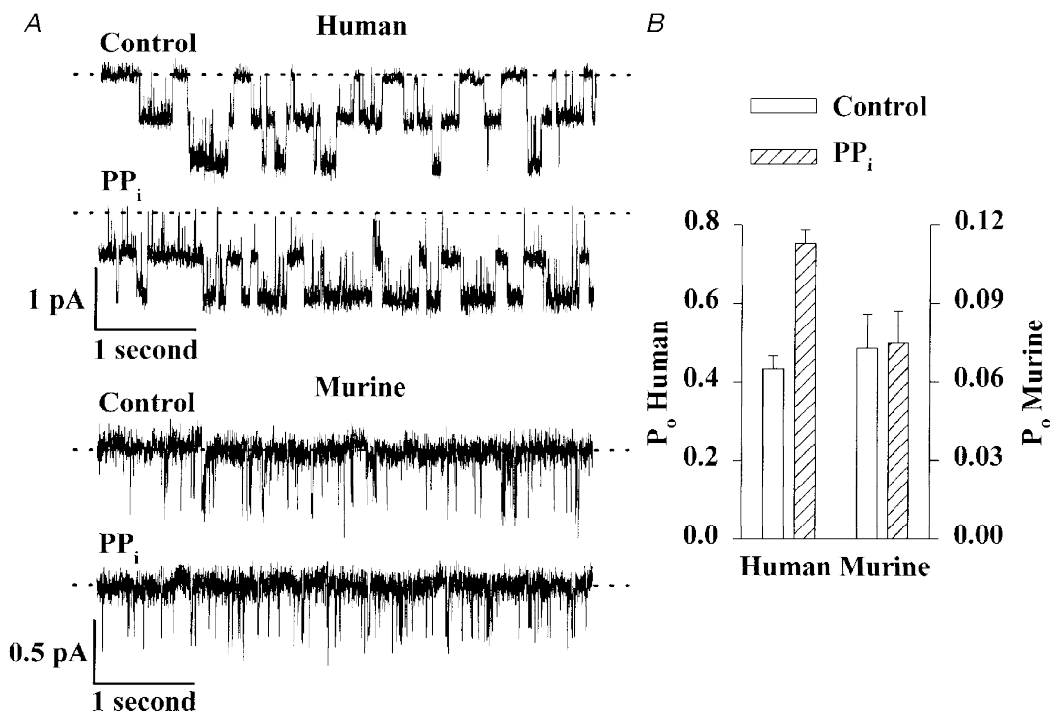 A
Human
Control
PPi
1 pA
1 second
Murine
Control
PPi
0.5 pA
1 second
B
Control
PPi
0.8
0.6
0.4
0.2
0.0
Po Human
0.12
0.09
0.06
0.03
0.00
Po Murine
Human Murine